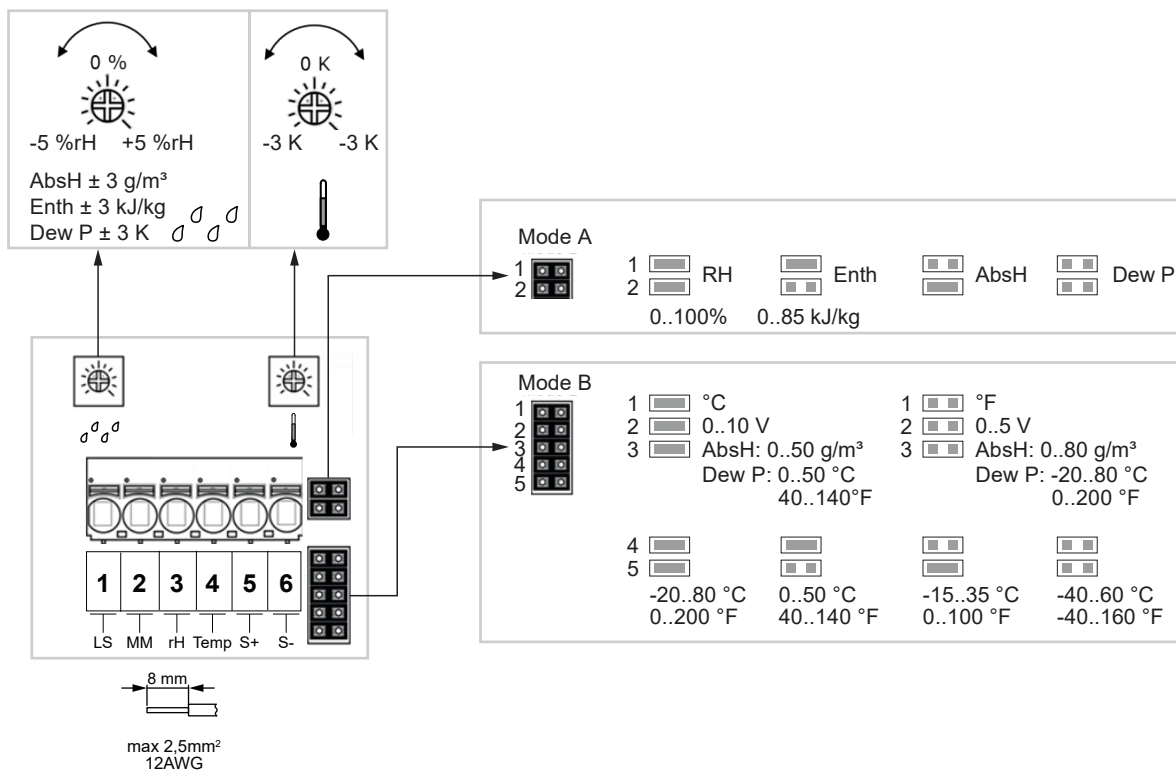 0 %
-5 %rH +5 %rH
AbsH ± 3 g/m³
Enth ± 3 kJ/kg
Dew P ± 3 K
0 K
-3 K -3 K
Mode A
1
2
1 RH
2
0..100%
Enth
0..85 kJ/kg
AbsH
Dew P
Mode B
1
2
3
4
5
1 °C
2 0..10 V
3 AbsH: 0..50 g/m³
Dew P: 0..50 °C
40..140°F
1 °F
2 0..5 V
3 AbsH: 0..80 g/m³
Dew P: -20..80 °C
0..200 °F
4
5
-20..80 °C
0..200 °F
0..50 °C
40..140 °F
-15..35 °C
0..100 °F
-40..60 °C
-40..160 °F
1 2 3 4 5 6
LS MM rH Temp S+ S-
8 mm
max 2,5mm²
12AWG